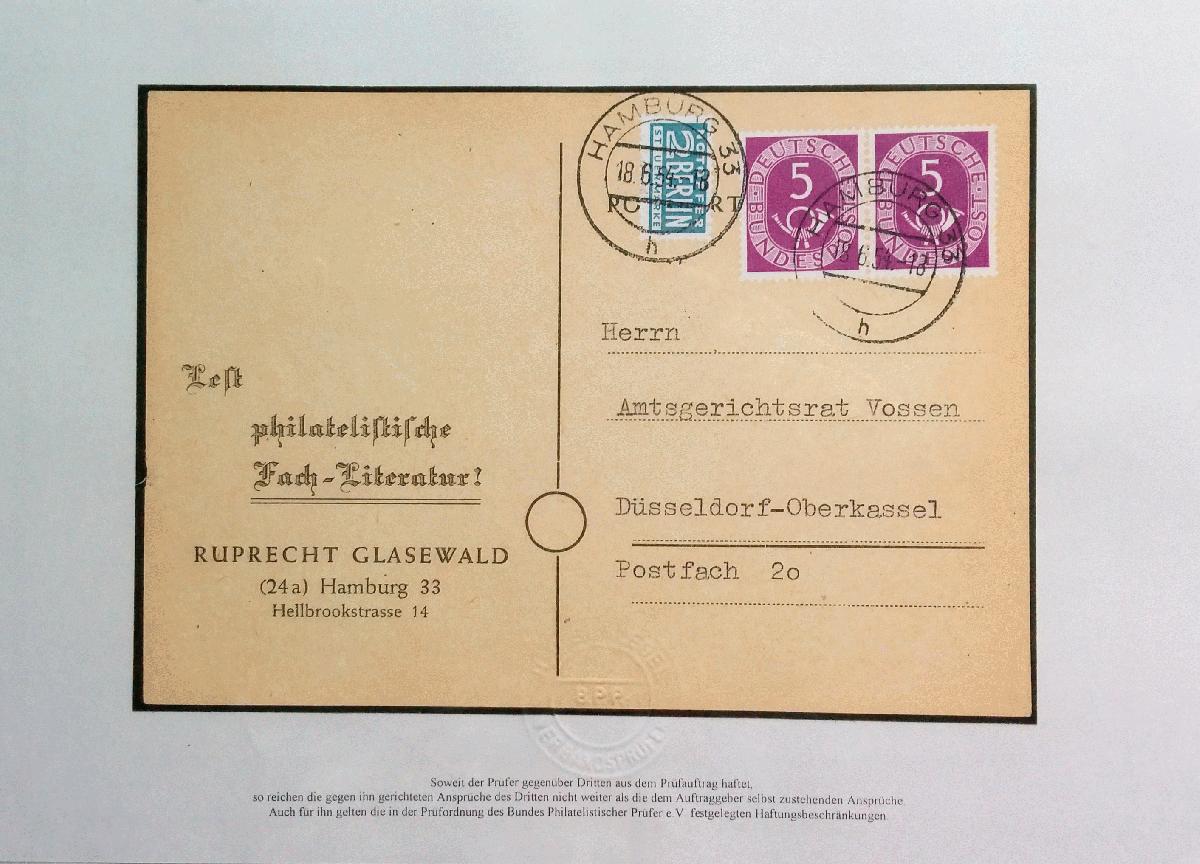 HAMBURG 33
18.6.54.-18
h
NOTOPFER
2 BERLIN
STEUERMARKE
DEUTSCHE
5
BUNDESPOST
DEUTSCHE
5
BUNDESPOST
HAMBURG 33
18.6.54.-18
h
Herrn
Amtsgerichtsrat Vossen
Düsseldorf-Oberkassel
Postfach 2o
Lest
philateliſtiſche
Fach-Literatur!
RUPRECHT GLASEWALD
(24a) Hamburg 33
Hellbrookstrasse 14
BPP
VERBANDSPRÜFER
Soweit der Prüfer gegenüber Dritten aus dem Prüfauftrag haftet,
so reichen die gegen ihn gerichteten Ansprüche des Dritten nicht weiter als die dem Auftraggeber selbst zustehenden Ansprüche.
Auch für ihn gelten die in der Prüfordnung des Bundes Philatelistischer Prüfer e.V. festgelegten Haftungsbeschränkungen.